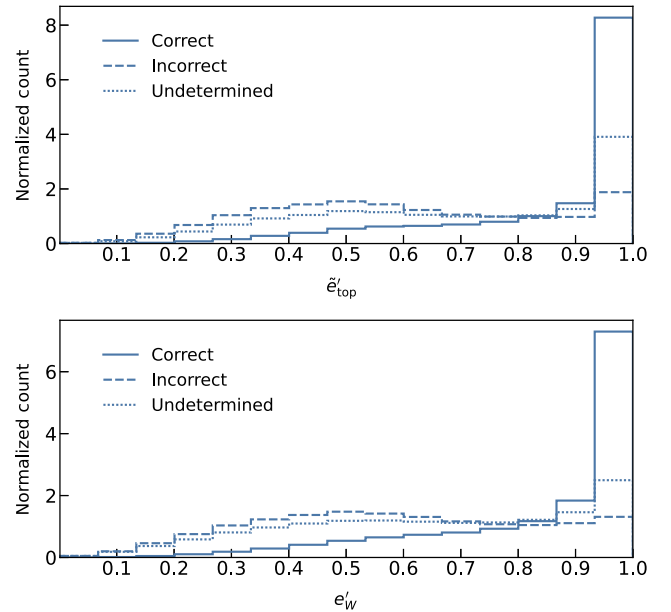 8
6
4
2
0
Normalized count
Correct
Incorrect
Undetermined
0.1 0.2 0.3 0.4 0.5 0.6 0.7 0.8 0.9 1.0
ẽ′top
6
4
2
0
Normalized count
Correct
Incorrect
Undetermined
0.1 0.2 0.3 0.4 0.5 0.6 0.7 0.8 0.9 1.0
e′W